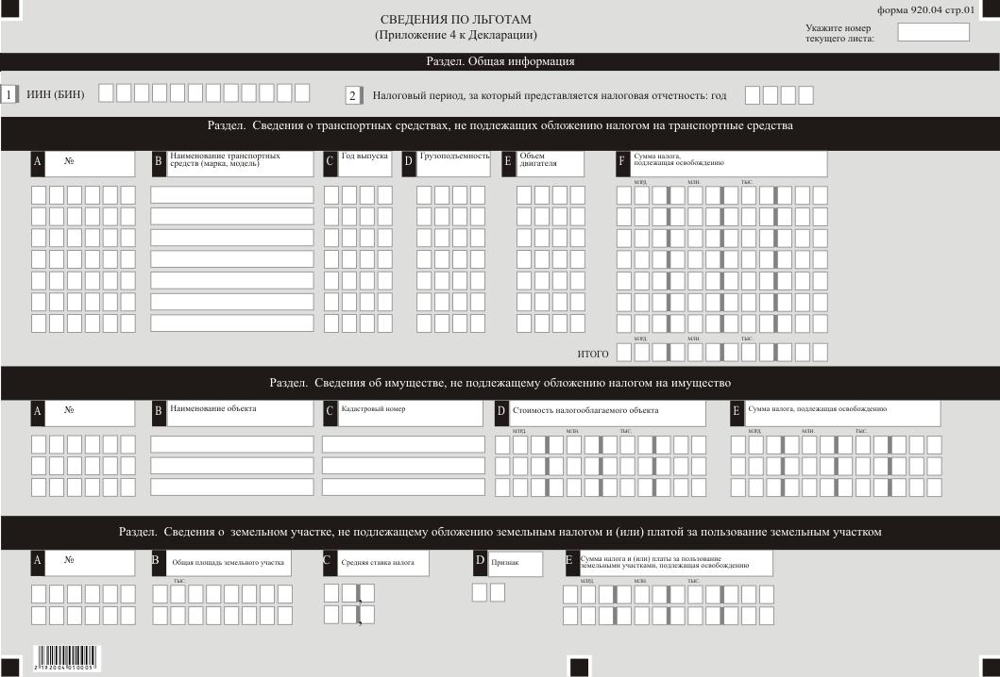 форма 920.04 стр.01
СВЕДЕНИЯ ПО ЛЬГОТАМ
(Приложение 4 к Декларации)
Укажите номер
текущего листа:
Раздел. Общая информация
1 ИИН (БИН) 2 Налоговый период, за который представляется налоговая отчетность: год
Раздел. Сведения о транспортных средствах, не подлежащих обложению налогом на транспортные средства
A № B Наименование транспортных средств (марка, модель) C Год выпуска D Грузоподъемность E Объем двигателя F Сумма налога, подлежащая освобождению
МЛРД. МЛН. ТЫС.
МЛРД. МЛН. ТЫС.
ИТОГО
Раздел. Сведения об имуществе, не подлежащему обложению налогом на имущество
A № B Наименование объекта C Кадастровый номер D Стоимость налогооблагаемого объекта E Сумма налога, подлежащая освобождению
МЛРД. МЛН. ТЫС. МЛРД. МЛН. ТЫС.
Раздел. Сведения о земельном участке, не подлежащему обложению земельным налогом и (или) платой за пользование земельным участком
A № B Общая площадь земельного участка C Средняя ставка налога D Признак E Сумма налога и (или) платы за пользование земельными участками, подлежащая освобождению
ТЫС. МЛРД. МЛН. ТЫС.
,
,
2192004010005